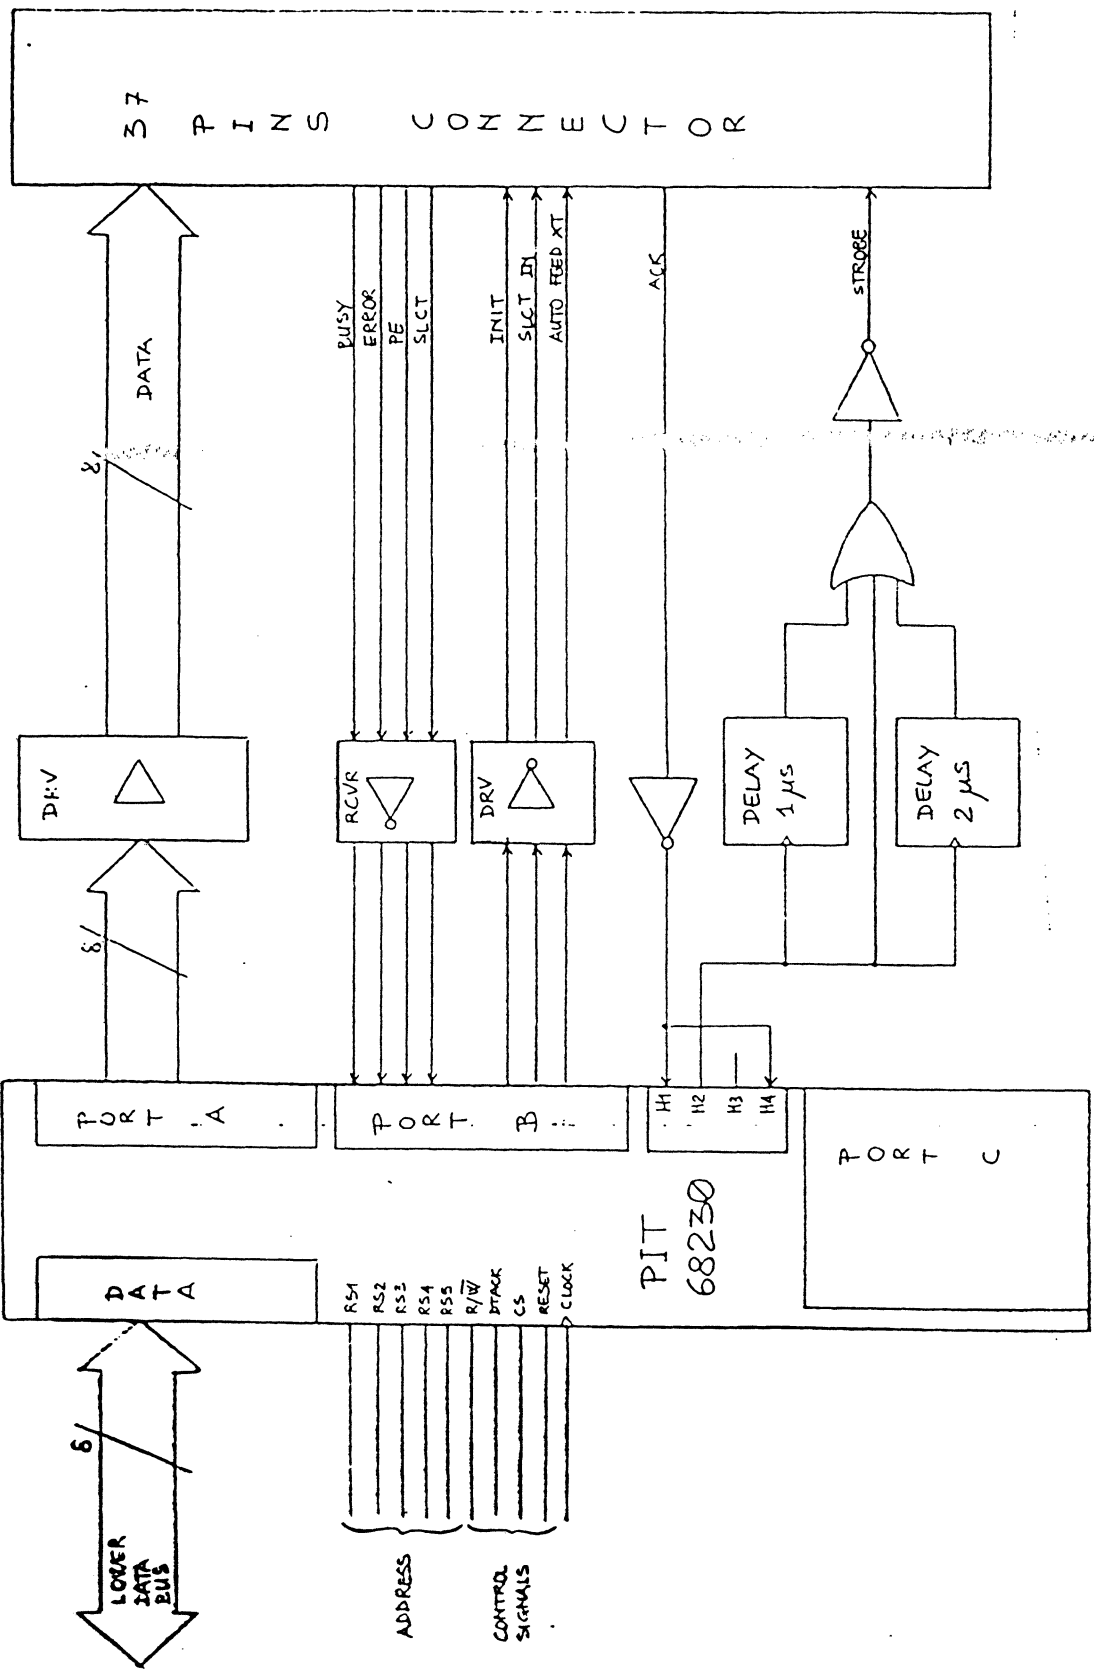 37 PINS CONNECTOR
DATA
8
8
DRV
BUSY
ERROR
PE
SLCT
RCVR
INIT
SLCT IN
AUTO FEED XT
DRV
ACK
STROBE
DELAY
1 µs
DELAY
2 µs
PORT A
PORT B
H1
H2
H3
H4
PORT C
PIT
68230
DATA
RS1
RS2
RS3
RS4
RS5
R/W̅
DTACK
CS
RESET
CLOCK
8
LOWER
DATA
BUS
ADDRESS
CONTROL
SIGNALS